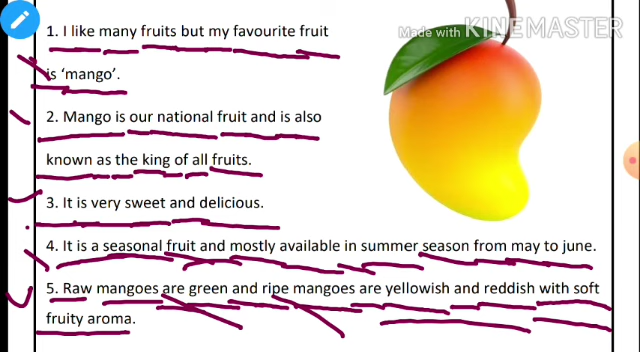 Made with KINEMASTER
1. I like many fruits but my favourite fruit
is ‘mango’.
2. Mango is our national fruit and is also
known as the king of all fruits.
3. It is very sweet and delicious.
4. It is a seasonal fruit and mostly available in summer season from may to june.
5. Raw mangoes are green and ripe mangoes are yellowish and reddish with soft
fruity aroma.